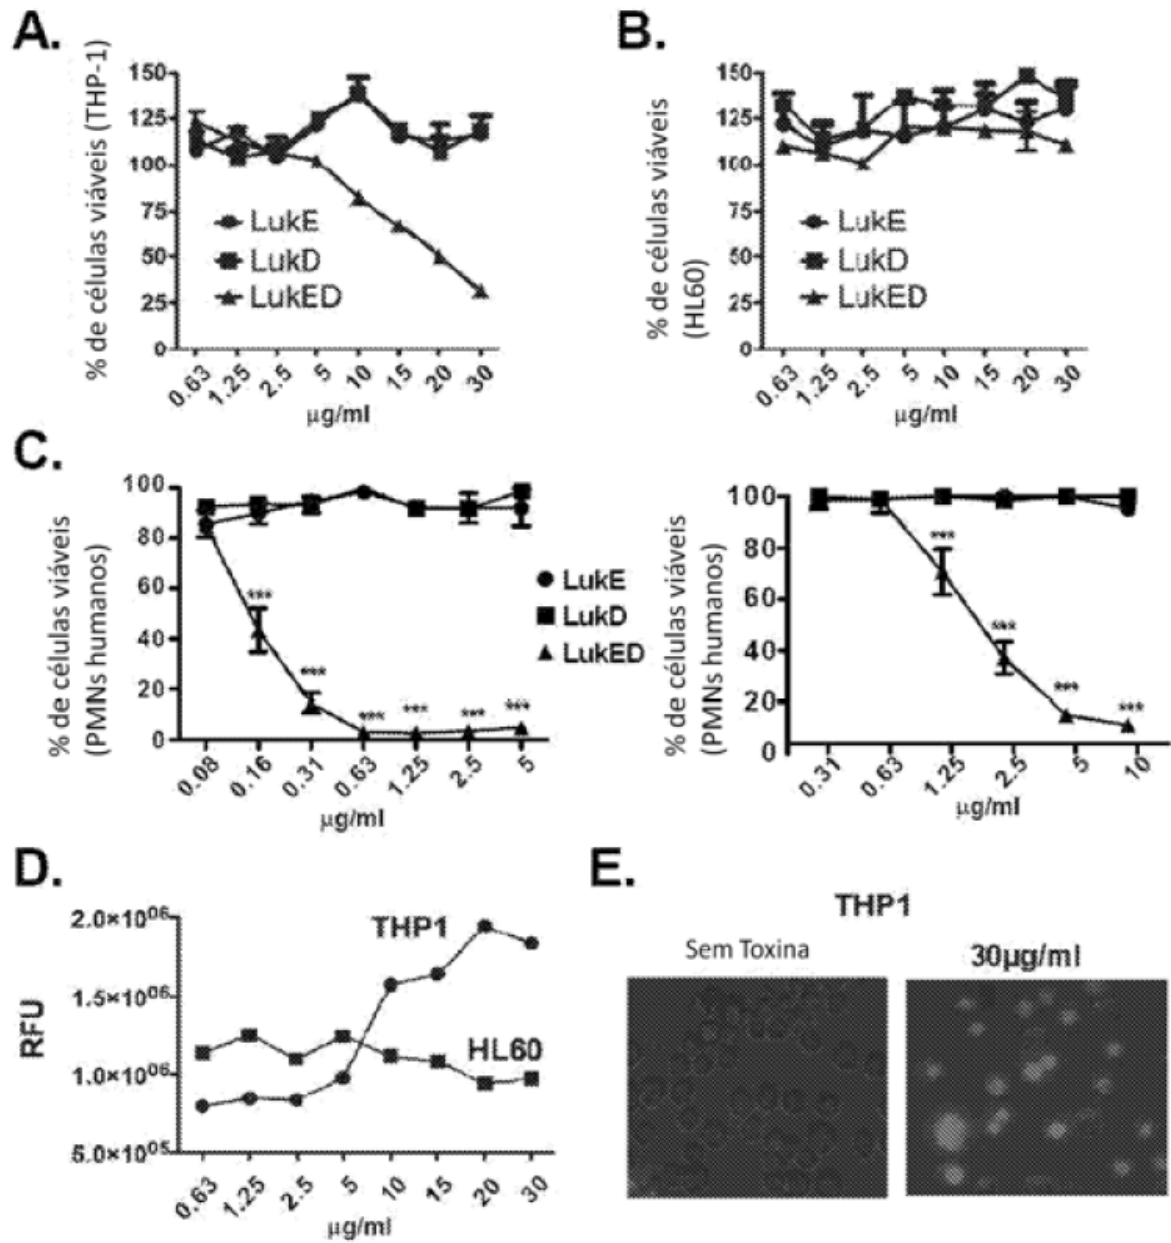 A.
% de células viáveis (THP-1)
150
125
100
75
50
25
0
LukE
LukD
LukED
0.63 1.25 2.5 5 10 15 20 30
µg/ml
B.
% de células viáveis
(HL60)
150
125
100
75
50
25
0
LukE
LukD
LukED
0.63 1.25 2.5 5 10 15 20 30
µg/ml
C.
% de células viáveis
(PMNs humanos)
100
80
60
40
20
0
*** *** *** *** *** ***
0.08 0.16 0.31 0.63 1.25 2.5 5
µg/ml
LukE
LukD
LukED
% de células viáveis
(PMNs humanos)
100
80
60
40
20
0
*** *** *** ***
0.31 0.63 1.25 2.5 5 10
µg/ml
D.
RFU
2.0×10⁰⁶
1.5×10⁰⁶
1.0×10⁰⁶
5.0×10⁰⁵
THP1
HL60
0.63 1.25 2.5 5 10 15 20 30
µg/ml
E.
THP1
Sem Toxina
30µg/ml